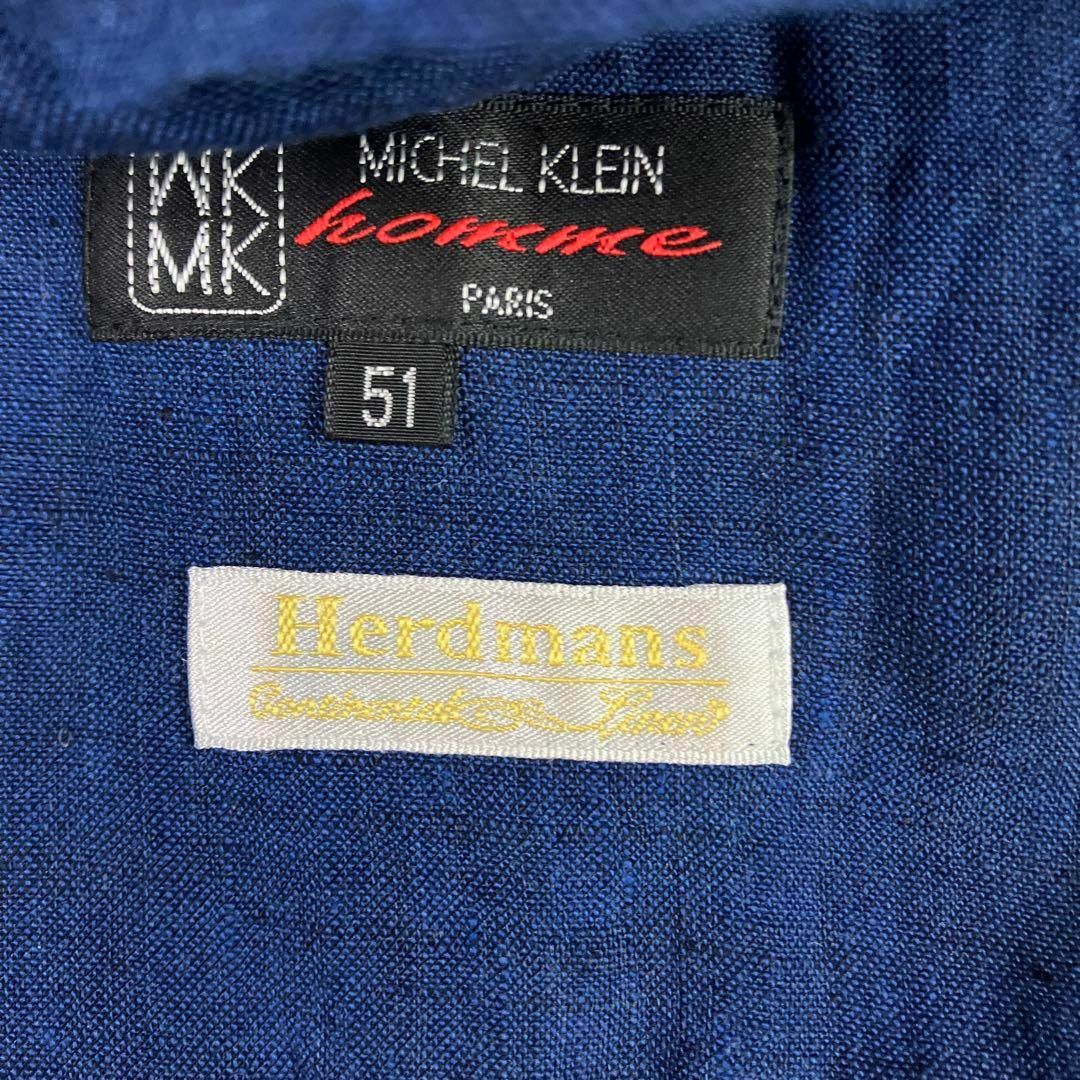 MK
MICHEL KLEIN
MK
homme
PARIS
51
Herdmans
Continental Linen